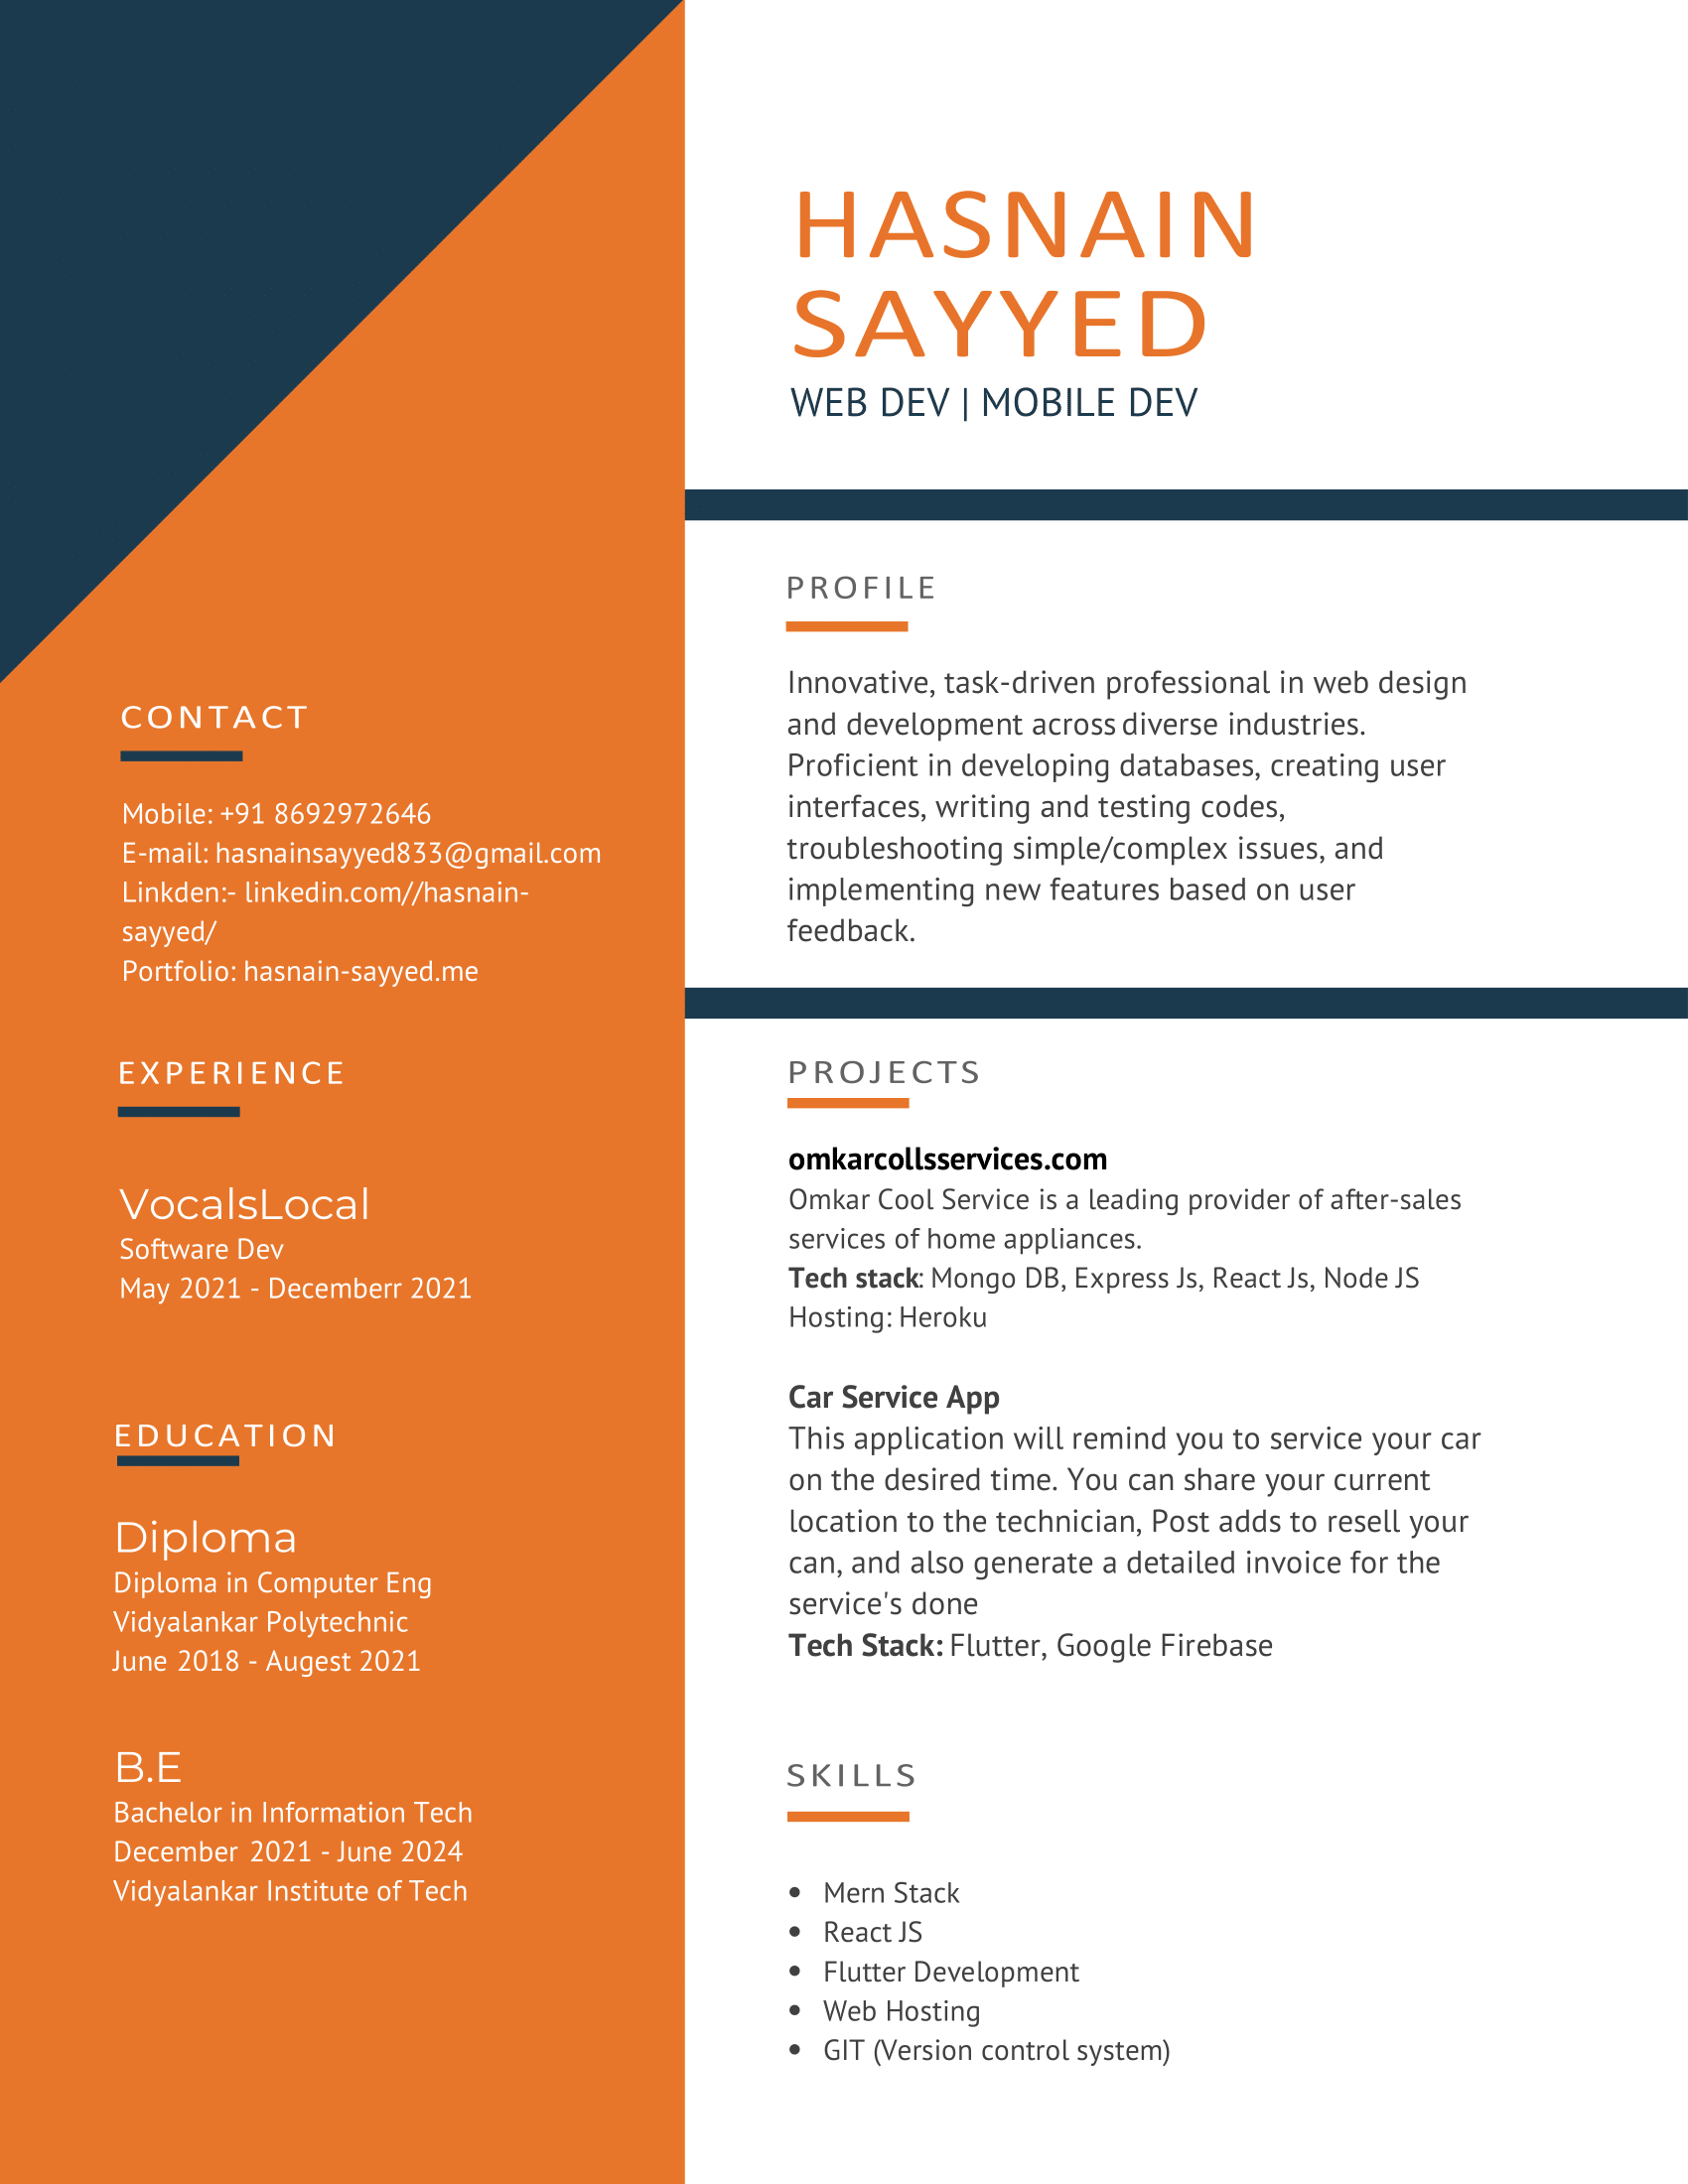 HASNAIN
SAYYED
WEB DEV | MOBILE DEV
CONTACT
Mobile: +91 8692972646
E-mail: hasnainsayyed833@gmail.com
Linkden:- linkedin.com//hasnain-
sayyed/
Portfolio: hasnain-sayyed.me
EXPERIENCE
VocalsLocal
Software Dev
May 2021 - Decemberr 2021
EDUCATION
Diploma
Diploma in Computer Eng
Vidyalankar Polytechnic
June 2018 - Augest 2021
B.E
Bachelor in Information Tech
December 2021 - June 2024
Vidyalankar Institute of Tech
PROFILE
Innovative, task-driven professional in web design
and development across diverse industries.
Proficient in developing databases, creating user
interfaces, writing and testing codes,
troubleshooting simple/complex issues, and
implementing new features based on user
feedback.
PROJECTS
omkarcollsservices.com
Omkar Cool Service is a leading provider of after-sales
services of home appliances.
Tech stack: Mongo DB, Express Js, React Js, Node JS
Hosting: Heroku
Car Service App
This application will remind you to service your car
on the desired time. You can share your current
location to the technician, Post adds to resell your
can, and also generate a detailed invoice for the
service's done
Tech Stack: Flutter, Google Firebase
SKILLS
• Mern Stack
• React JS
• Flutter Development
• Web Hosting
• GIT (Version control system)